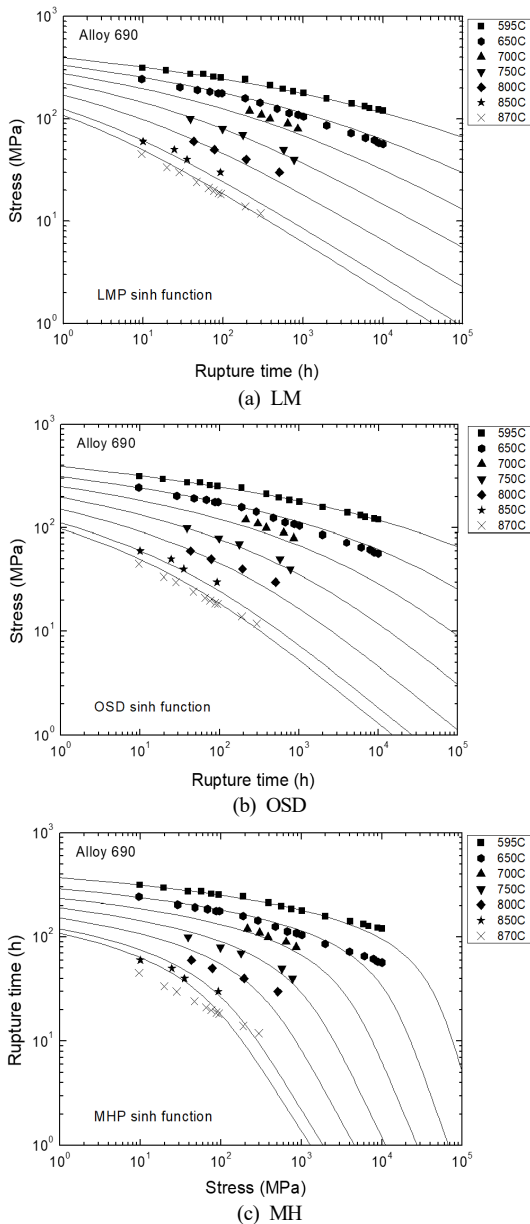 10³
10²
10¹
10⁰
Stress (MPa)
Alloy 690
LMP sinh function
595C
650C
700C
750C
800C
850C
870C
10⁰ 10¹ 10² 10³ 10⁴ 10⁵
Rupture time (h)
(a) LM
10³
10²
10¹
10⁰
Stress (MPa)
Alloy 690
OSD sinh function
595C
650C
700C
750C
800C
850C
870C
10⁰ 10¹ 10² 10³ 10⁴ 10⁵
Rupture time (h)
(b) OSD
10³
10²
10¹
10⁰
Rupture time (h)
Alloy 690
MHP sinh function
595C
650C
700C
750C
800C
850C
870C
10⁰ 10¹ 10² 10³ 10⁴ 10⁵
Stress (MPa)
(c) MH